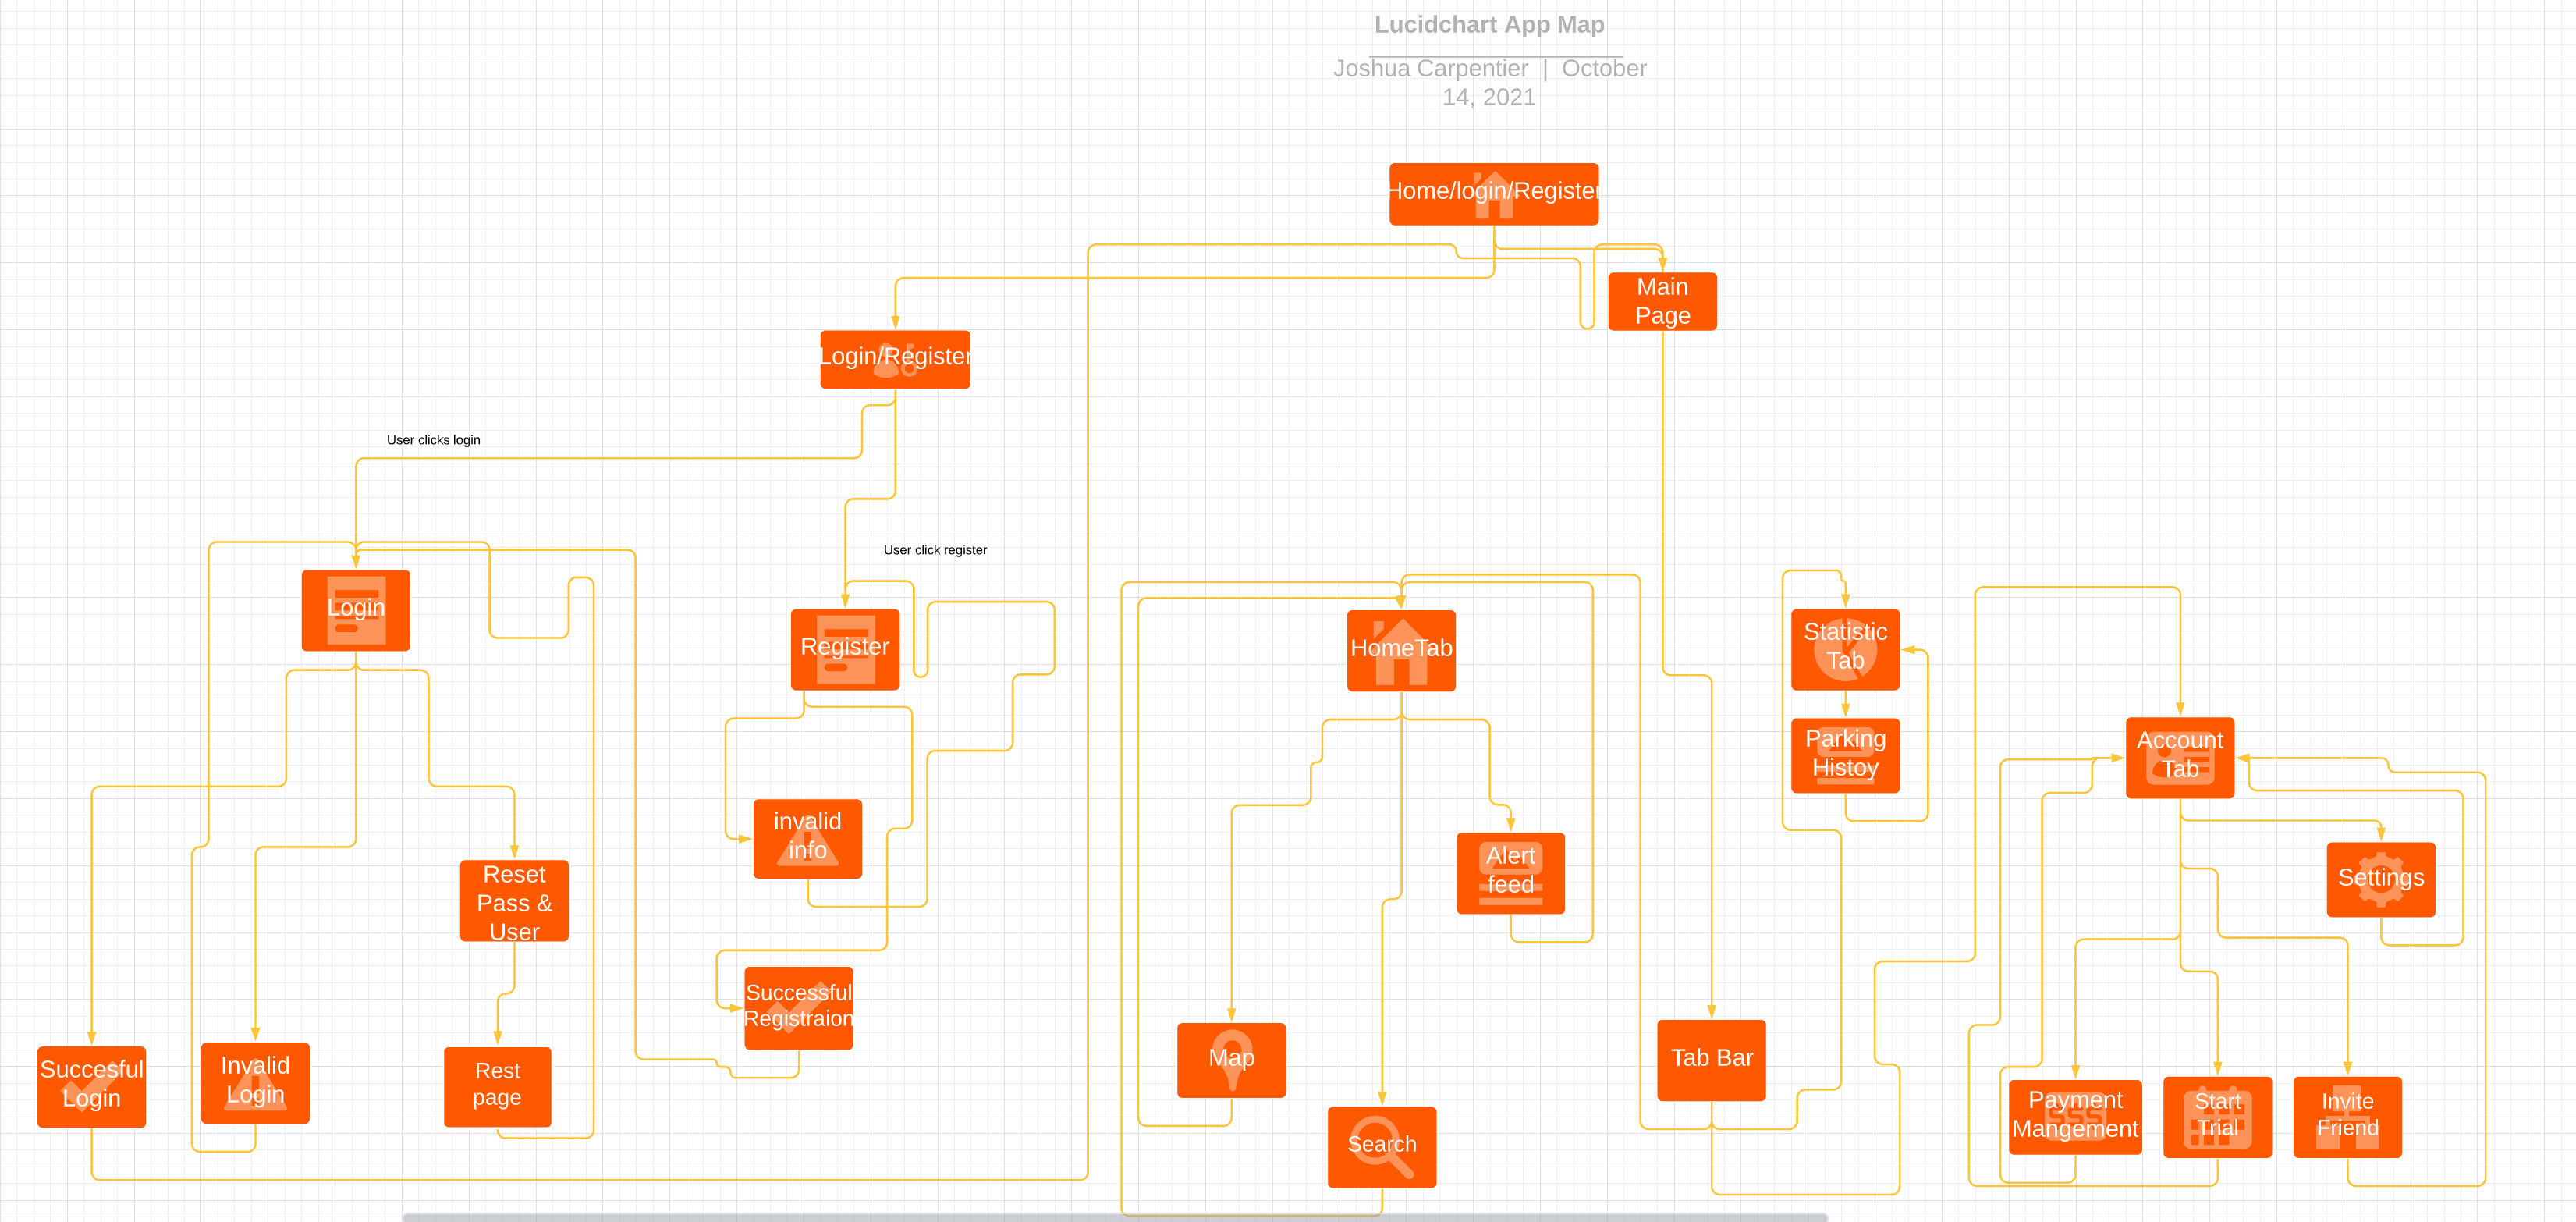 Lucidchart App Map
Joshua Carpentier | October
14, 2021
Home/login/Register
Main
Page
Login/Register
User clicks login
User click register
Login
Register
HomeTab
Statistic
Tab
Parking
Histoy
Account
Tab
invalid
info
Alert
feed
Settings
Reset
Pass &
User
Successful
Registraion
Succesful
Login
Invalid
Login
Rest
page
Map
Search
Tab Bar
Payment
Mangement
$$$
Start
Trial
Invite
Friend